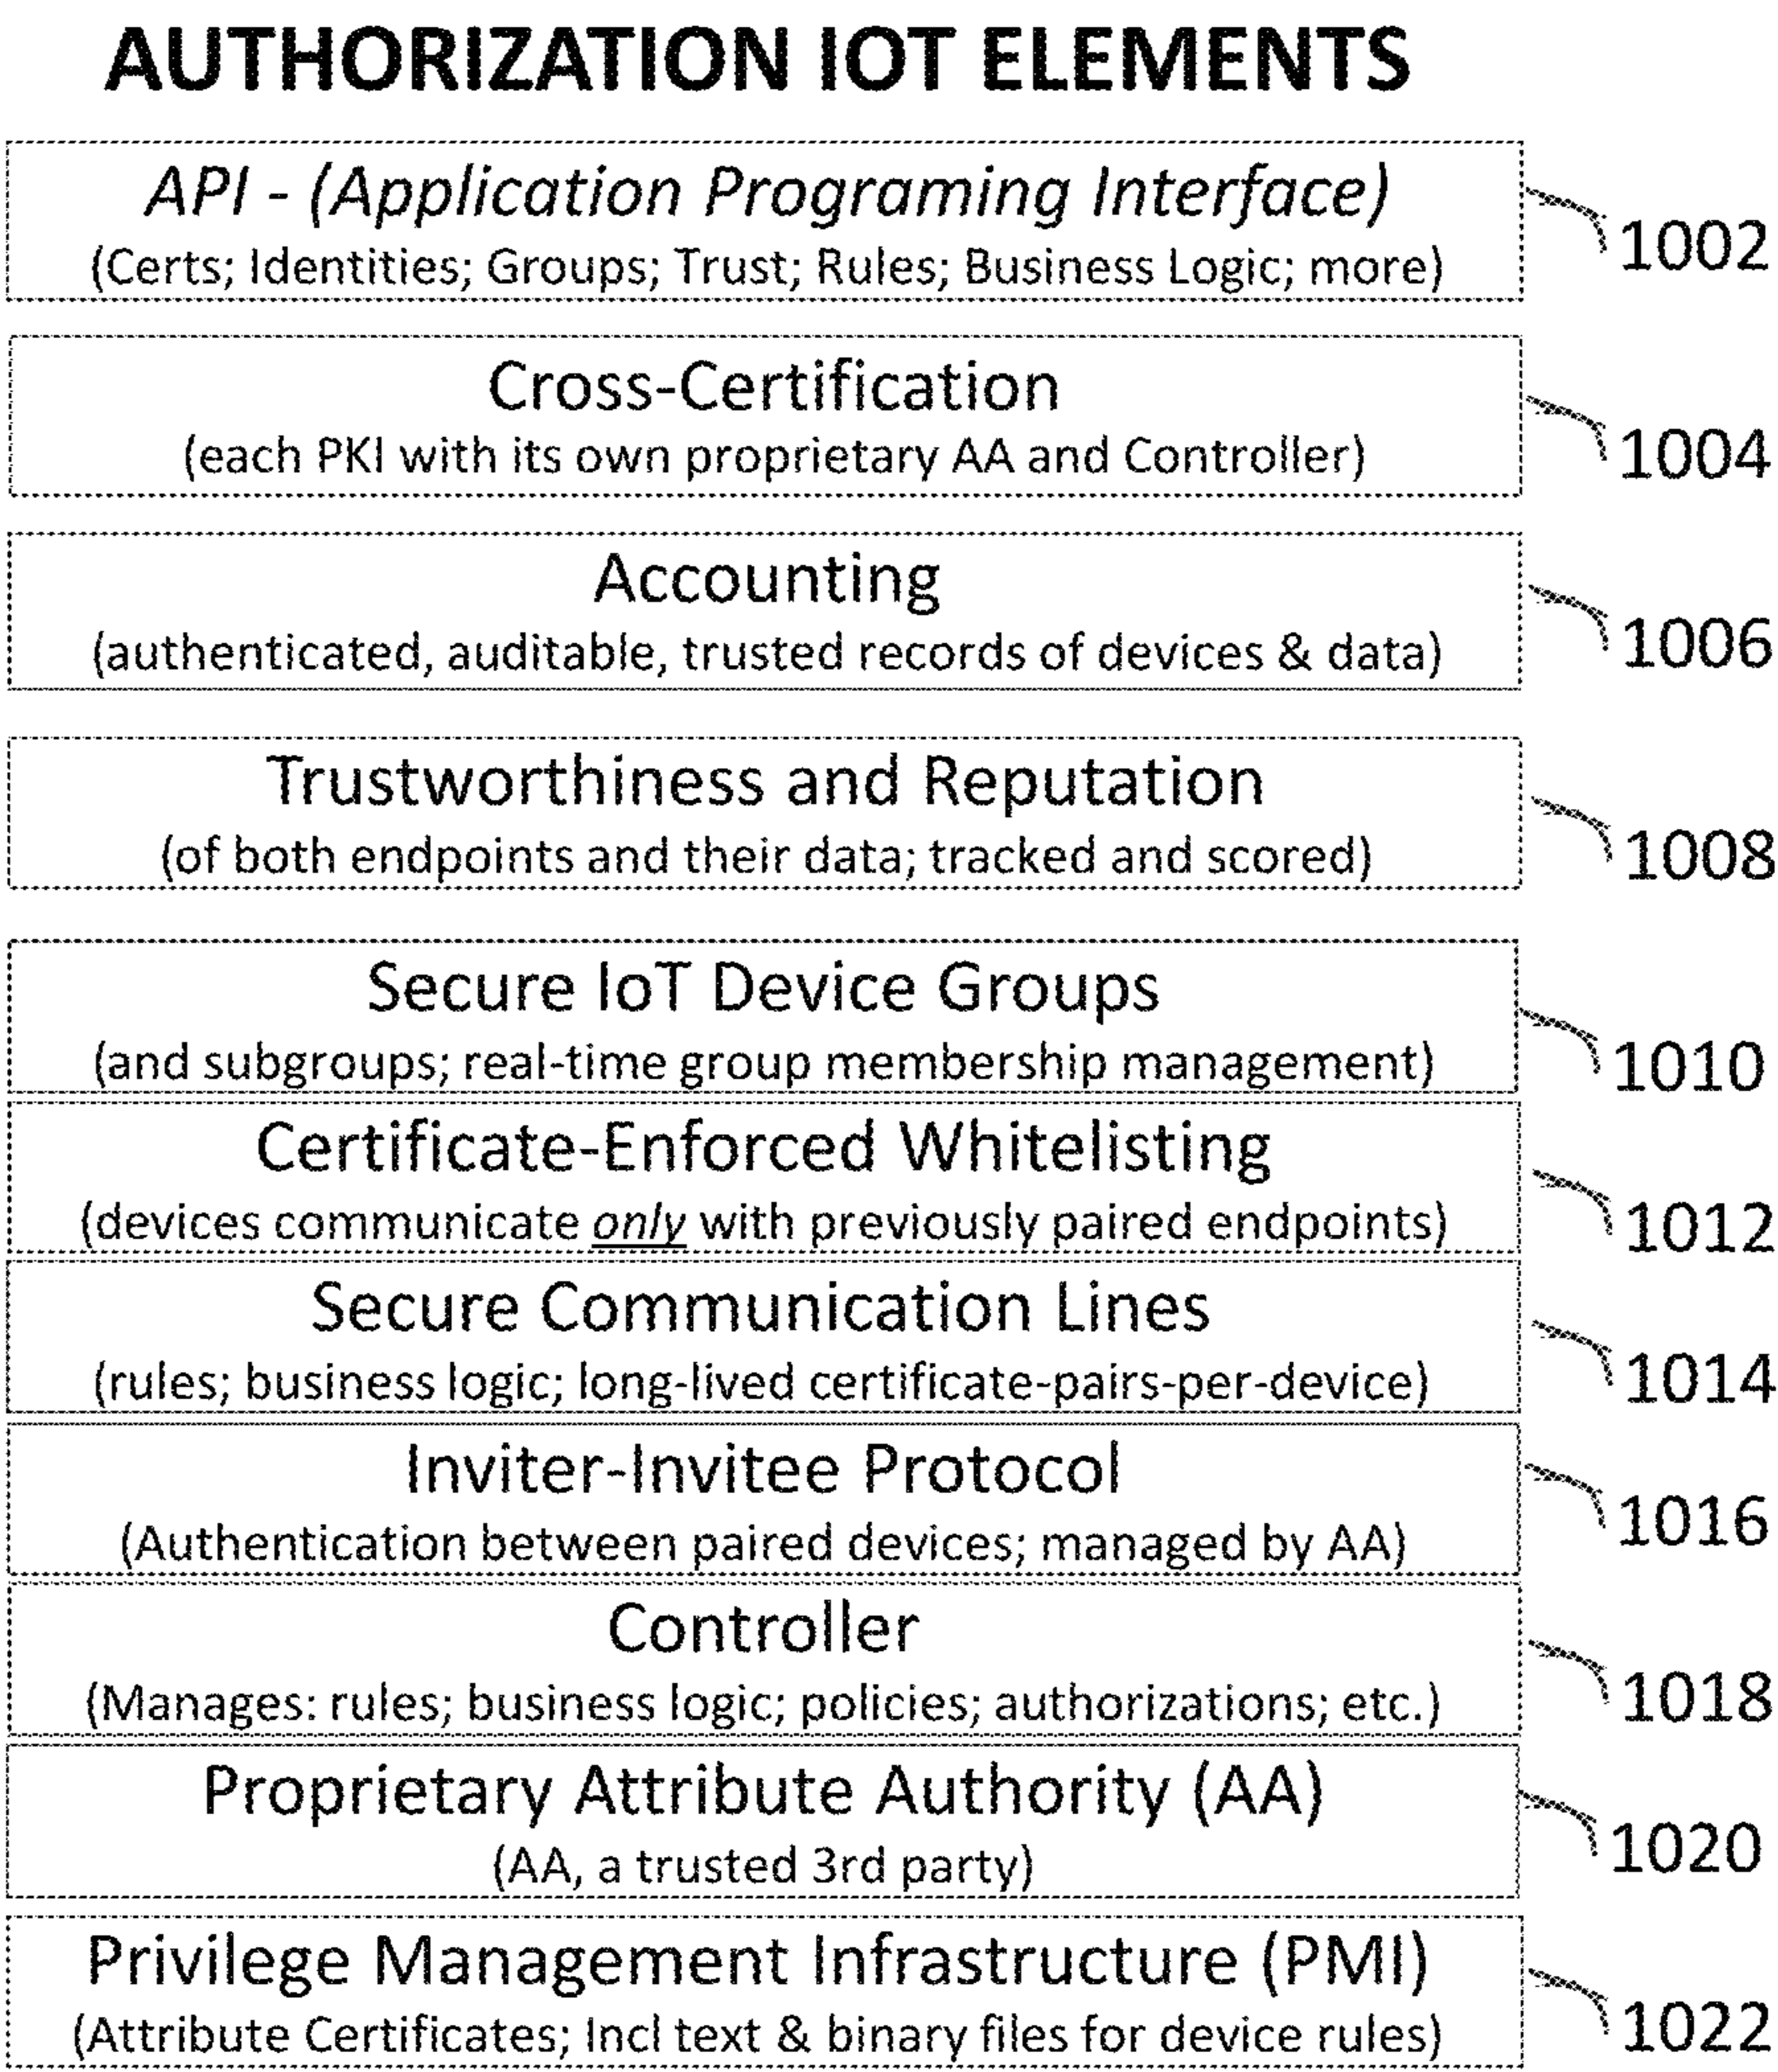 AUTHORIZATION IOT ELEMENTS
API - (Application Programing Interface)
(Certs; Identities; Groups; Trust; Rules; Business Logic; more)
1002
Cross-Certification
(each PKI with its own proprietary AA and Controller)
1004
Accounting
(authenticated, auditable, trusted records of devices & data)
1006
Trustworthiness and Reputation
(of both endpoints and their data; tracked and scored)
1008
Secure IoT Device Groups
(and subgroups; real-time group membership management)
1010
Certificate-Enforced Whitelisting
(devices communicate only with previously paired endpoints)
1012
Secure Communication Lines
(rules; business logic; long-lived certificate-pairs-per-device)
1014
Inviter-Invitee Protocol
(Authentication between paired devices; managed by AA)
1016
Controller
(Manages: rules; business logic; policies; authorizations; etc.)
1018
Proprietary Attribute Authority (AA)
(AA, a trusted 3rd party)
1020
Privilege Management Infrastructure (PMI)
(Attribute Certificates; Incl text & binary files for device rules)
1022